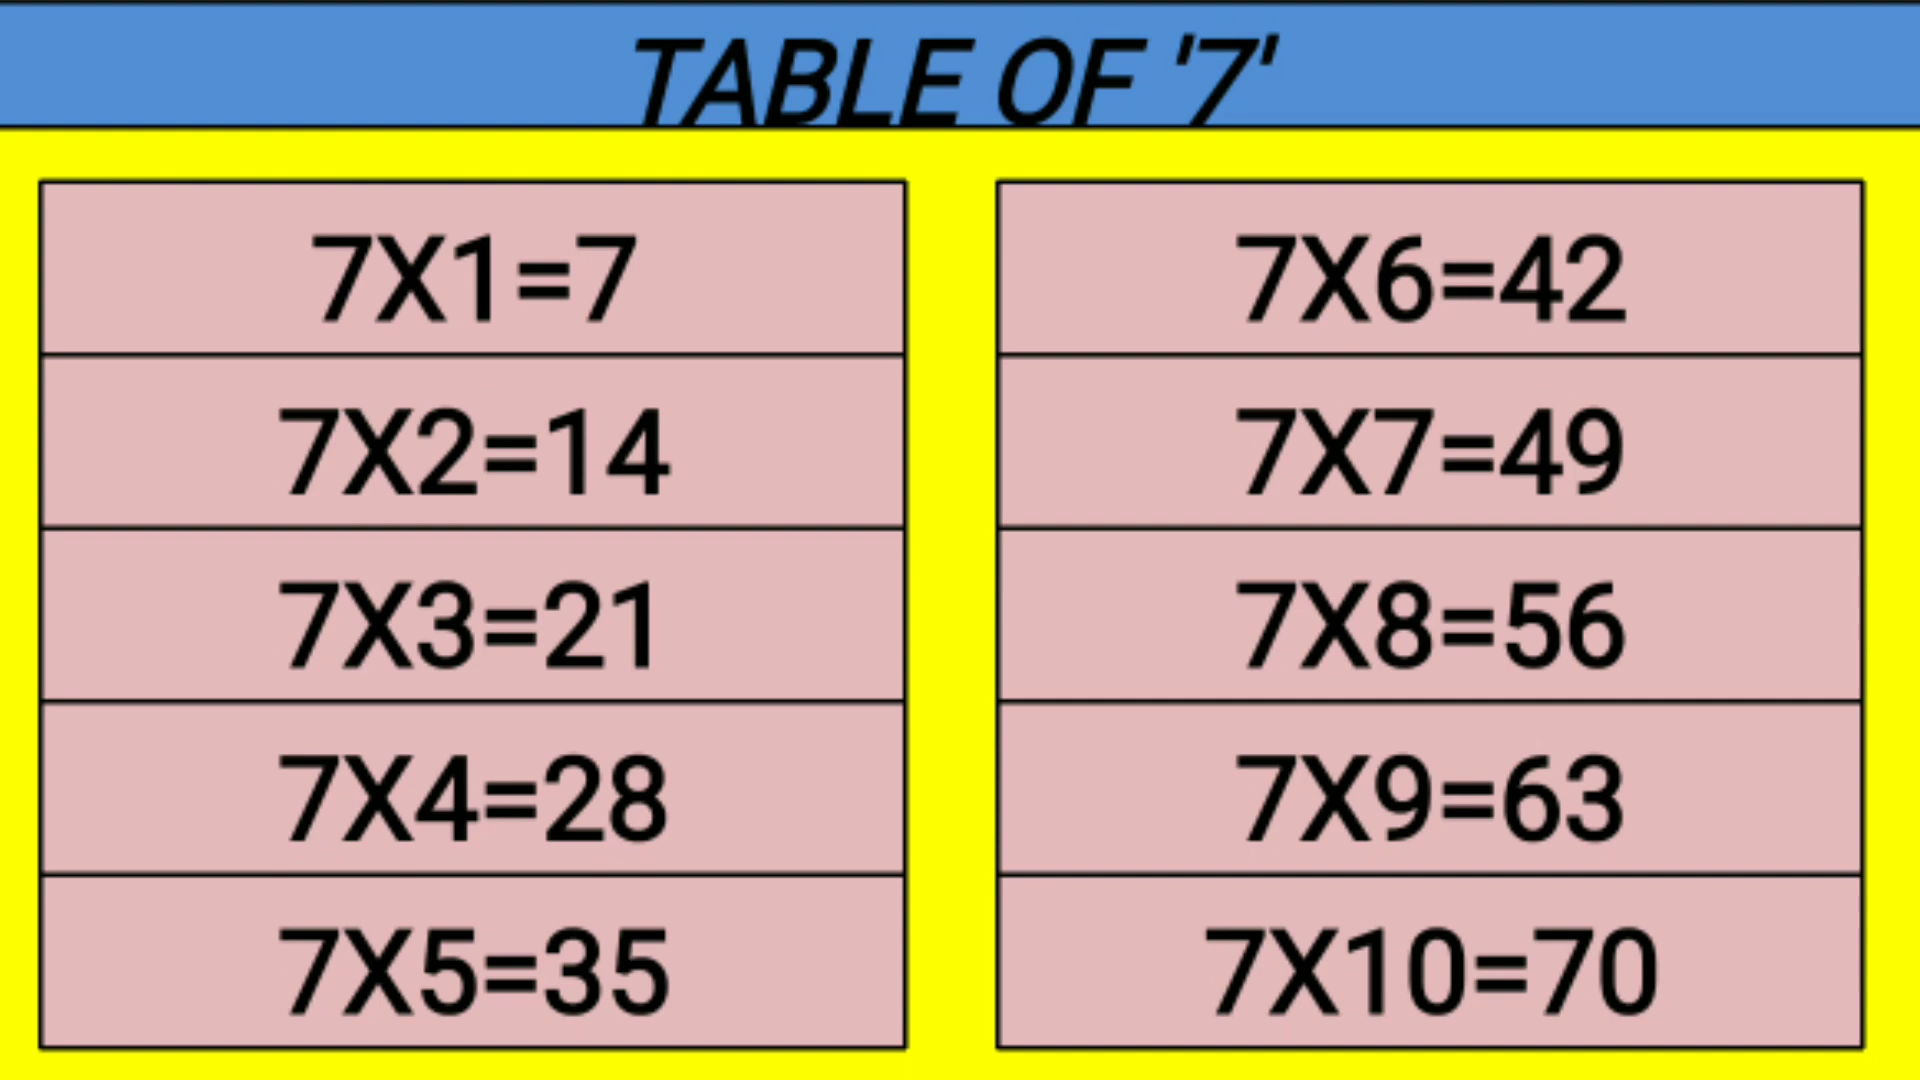 TABLE OF '7'
7X1=7
7X2=14
7X3=21
7X4=28
7X5=35
7X6=42
7X7=49
7X8=56
7X9=63
7X10=70